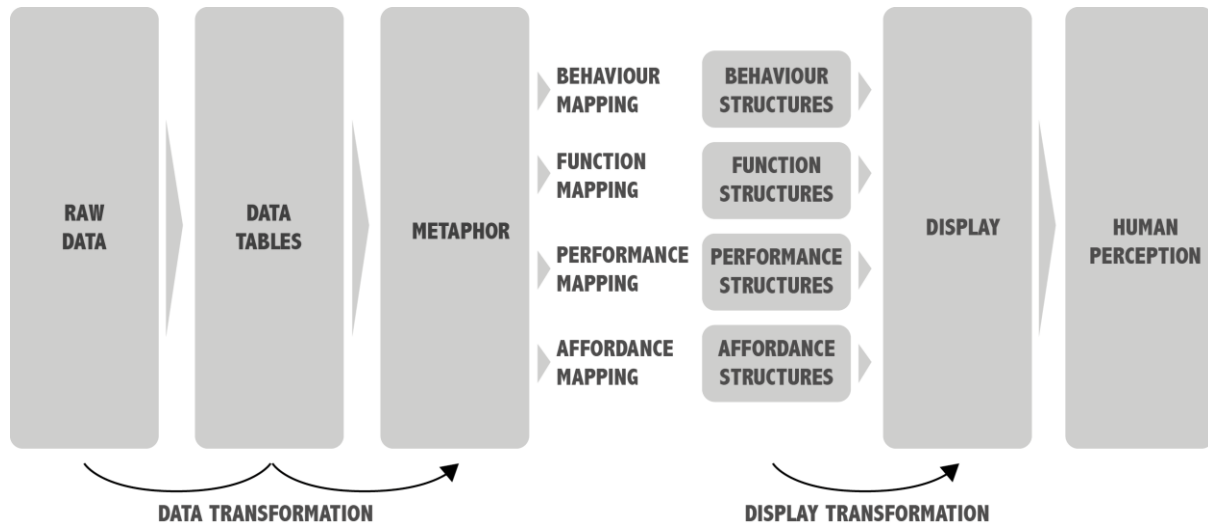 RAW
DATA
DATA
TABLES
METAPHOR
BEHAVIOUR
MAPPING
FUNCTION
MAPPING
PERFORMANCE
MAPPING
AFFORDANCE
MAPPING
BEHAVIOUR
STRUCTURES
FUNCTION
STRUCTURES
PERFORMANCE
STRUCTURES
AFFORDANCE
STRUCTURES
DISPLAY
HUMAN
PERCEPTION
DATA TRANSFORMATION
DISPLAY TRANSFORMATION